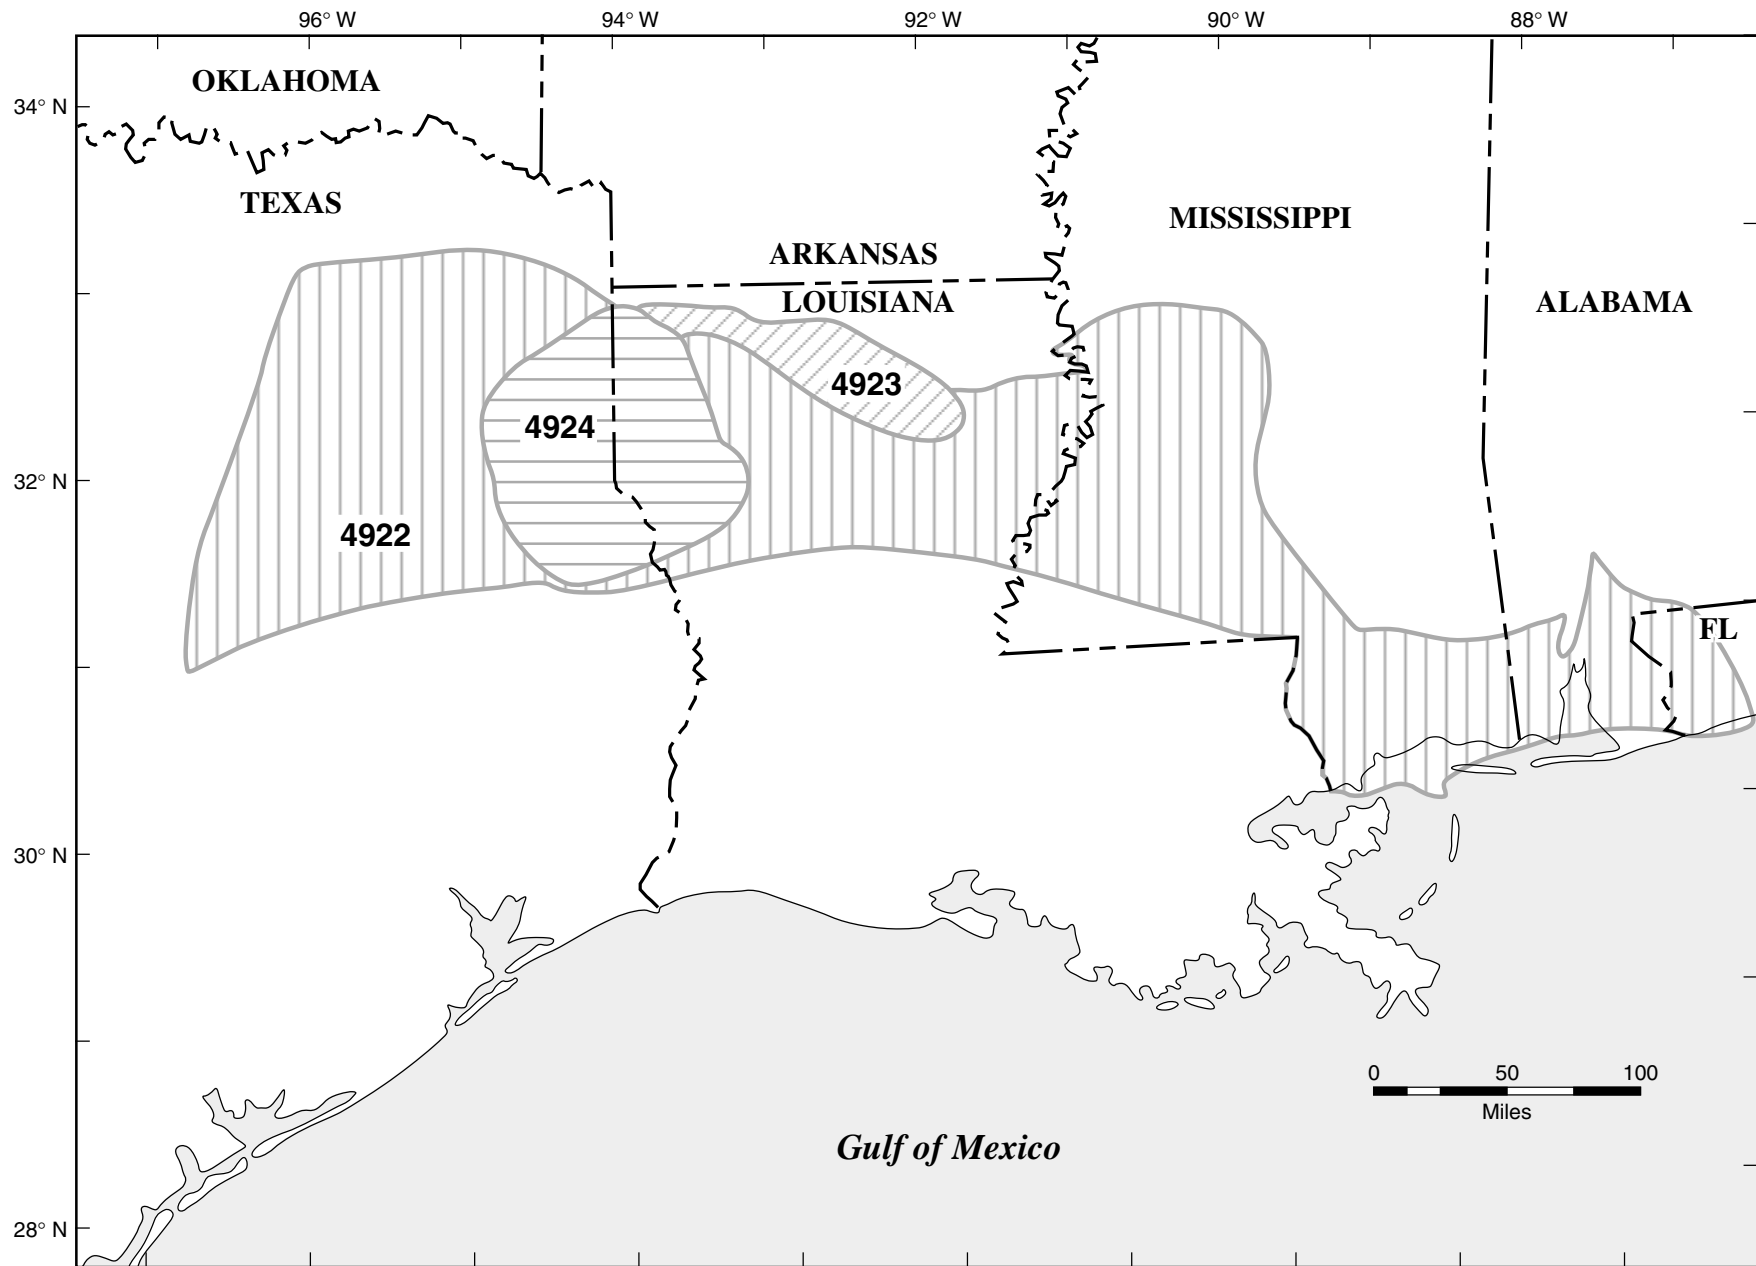 96° W 94° W 92° W 90° W 88° W
OKLAHOMA
34° N
TEXAS
MISSISSIPPI
ARKANSAS
LOUISIANA
ALABAMA
4923
4924
32° N
4922
FL
30° N
0 50 100
Miles
Gulf of Mexico
28° N